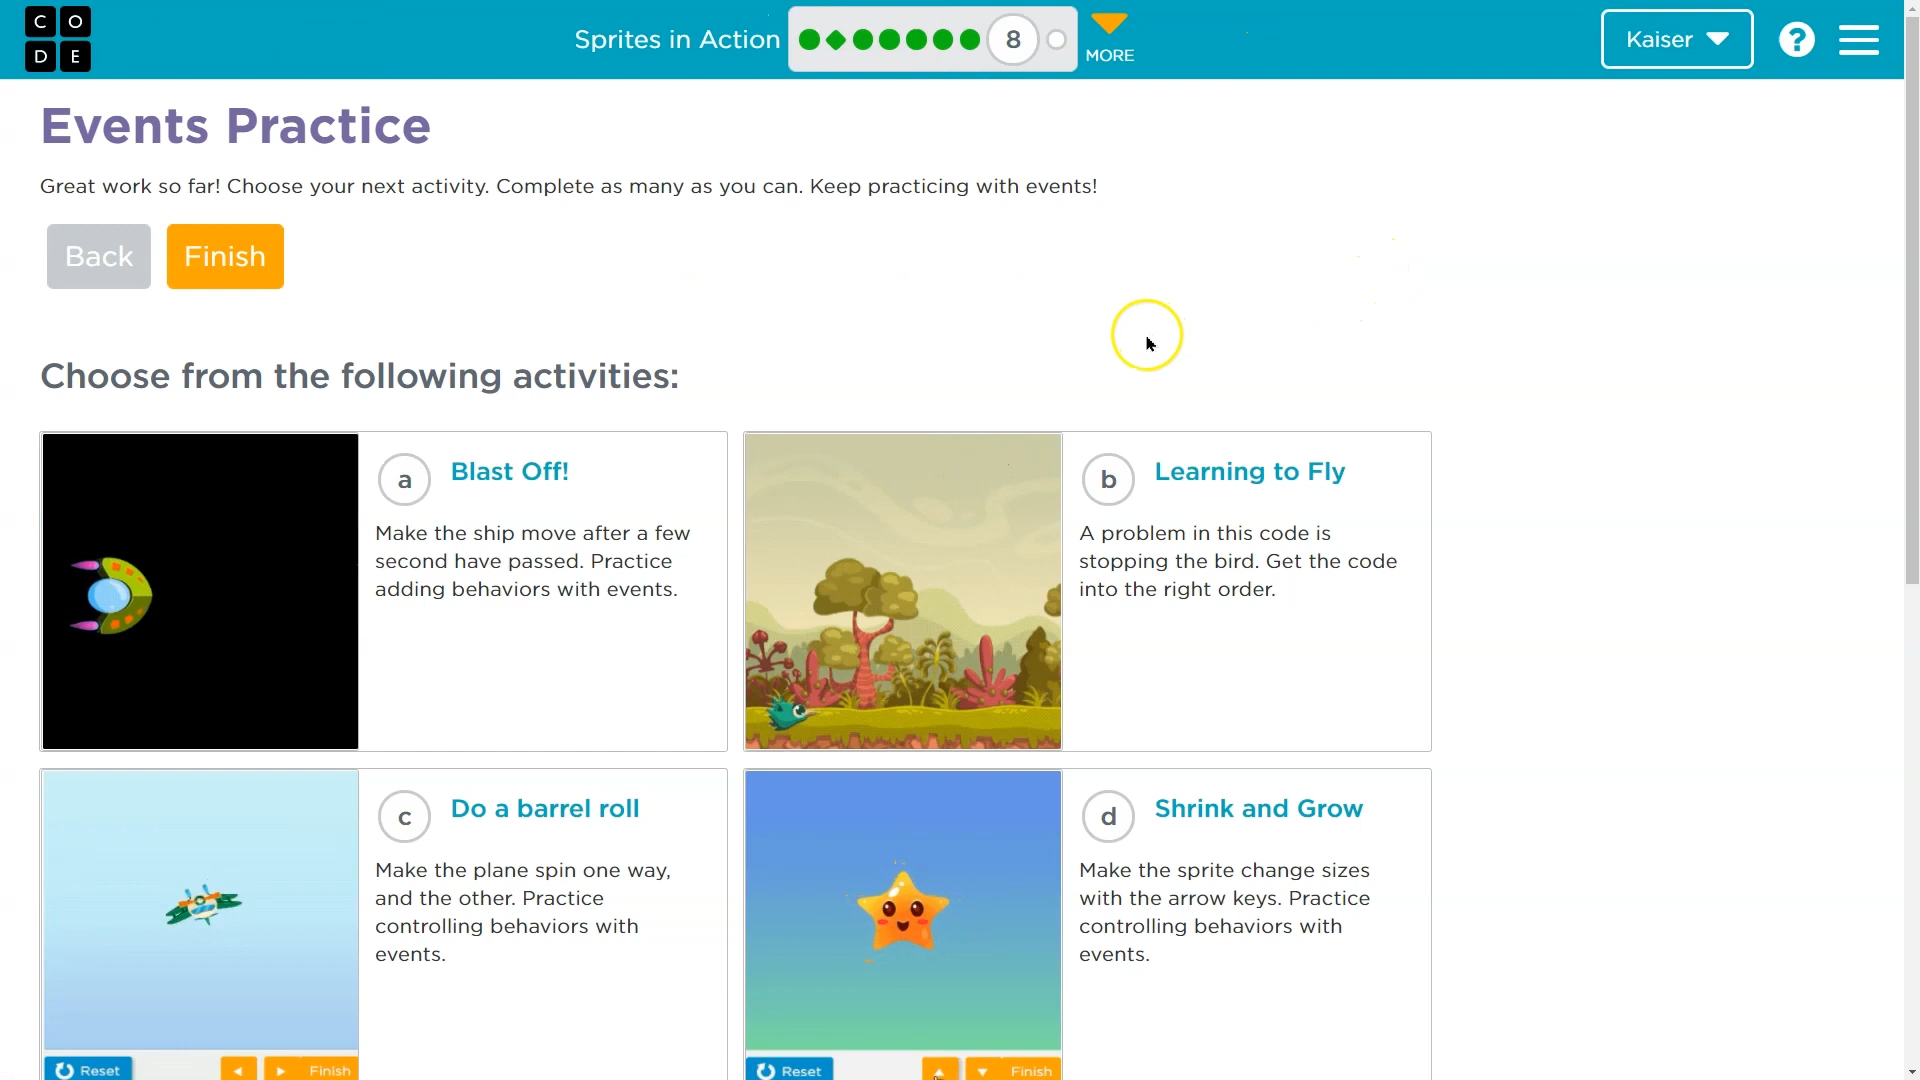 C O
D E
Sprites in Action
8
MORE
Kaiser
?
Events Practice
Great work so far! Choose your next activity. Complete as many as you can. Keep practicing with events!
Back
Finish
Choose from the following activities:
a
Blast Off!
Make the ship move after a few
second have passed. Practice
adding behaviors with events.
b
Learning to Fly
A problem in this code is
stopping the bird. Get the code
into the right order.
c
Do a barrel roll
Make the plane spin one way,
and the other. Practice
controlling behaviors with
events.
Reset
Finish
d
Shrink and Grow
Make the sprite change sizes
with the arrow keys. Practice
controlling behaviors with
events.
Reset
Finish